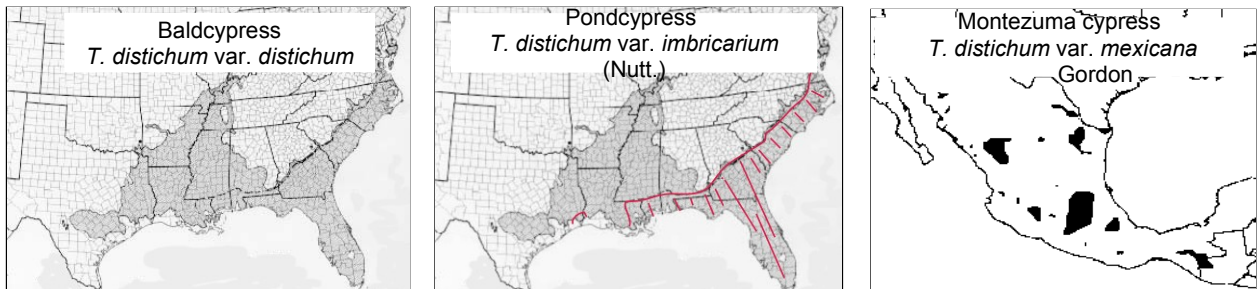 Baldcypress
T. distichum var. distichum
Pondcypress
T. distichum var. imbricarium
(Nutt.)
Montezuma cypress
T. distichum var. mexicana
Gordon